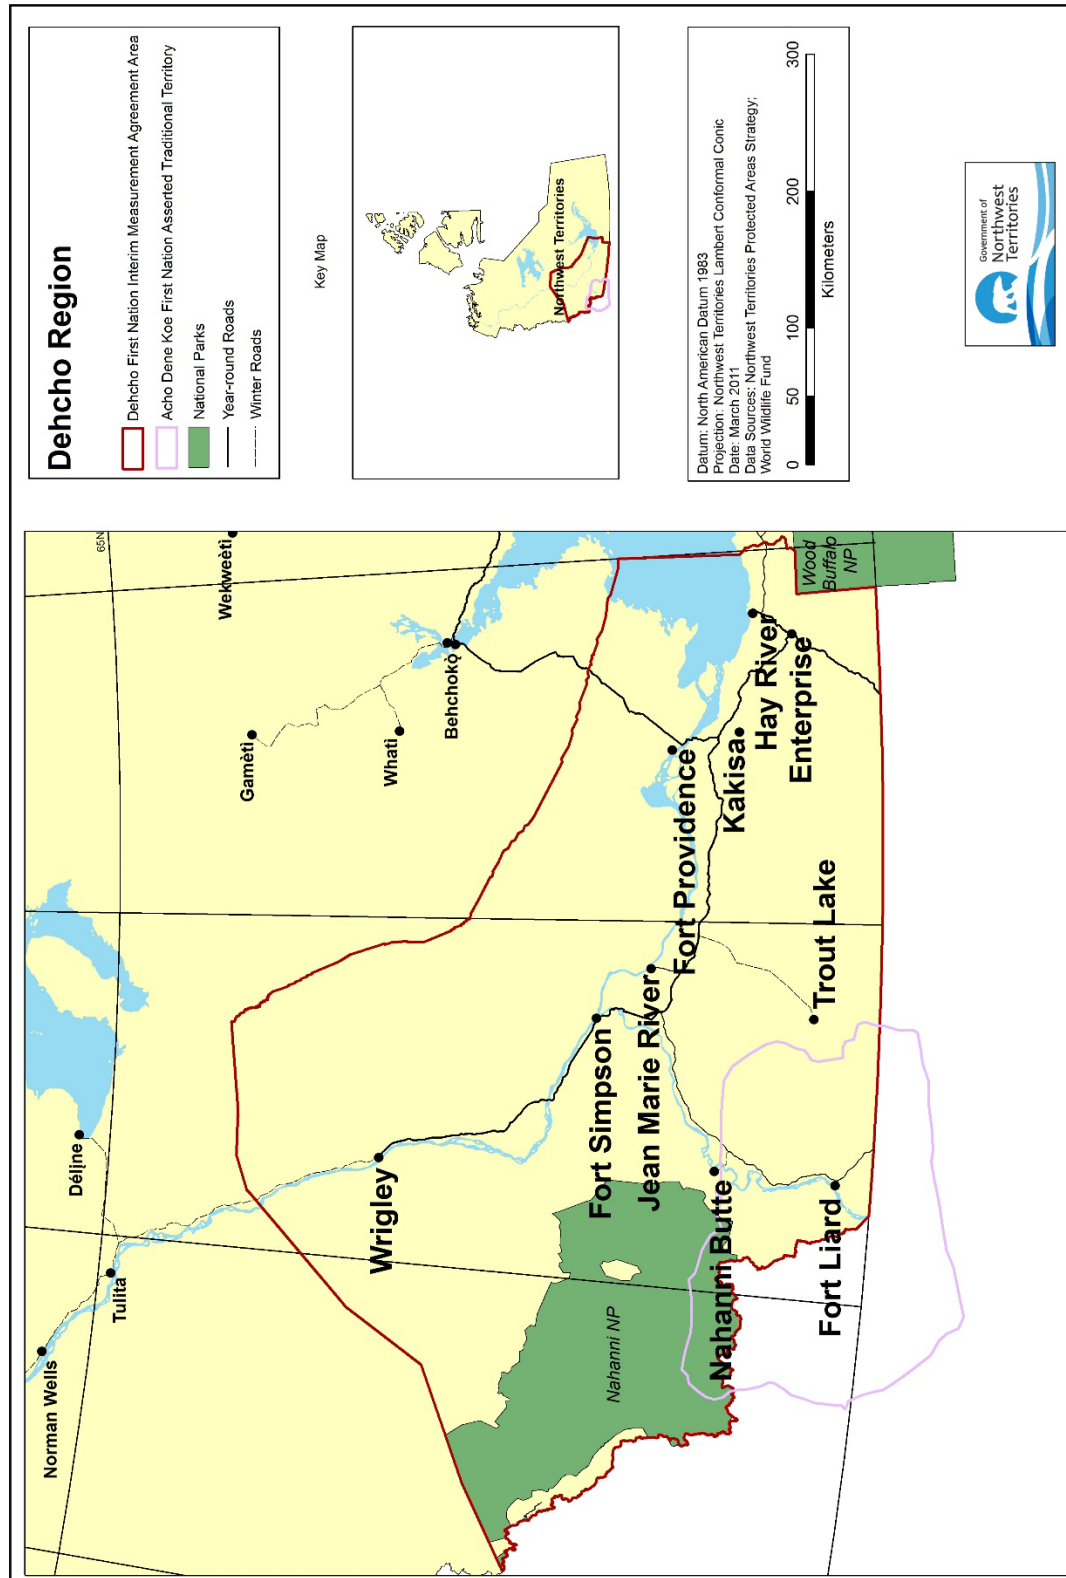 Dehcho Region
Dehcho First Nation Interim Measurement Agreement Area
Acho Dene Koe First Nation Asserted Traditional Territory
National Parks
Year-round Roads
Winter Roads
Key Map
Northwest Territories
Datum: North American Datum 1983
Projection: Northwest Territories Lambert Conformal Conic
Date: March 2011
Data Sources: Northwest Territories Protected Areas Strategy;
World Wildlife Fund
0 50 100 200 300
Kilometers
Government of
Northwest
Territories
65N
Norman Wells
Tulita
Délįne
Wekweètì
Gamètì
Whatì
Behchokǫ̀
Wrigley
Fort Simpson
Jean Marie River
Fort Providence
Kakisa
Hay River
Enterprise
Trout Lake
Nahanni Butte
Fort Liard
Nahanni NP
Wood
Buffalo
NP